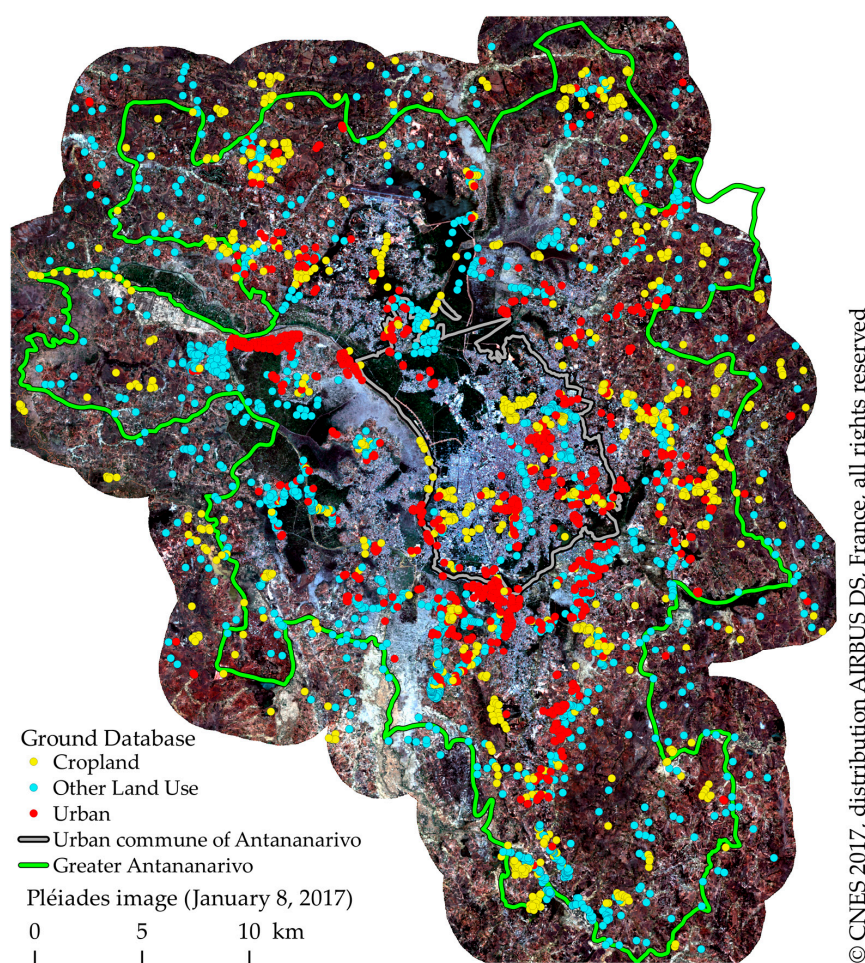 Ground Database
Cropland
Other Land Use
Urban
Urban commune of Antananarivo
Greater Antananarivo
Pléiades image (January 8, 2017)
0 5 10 km
© CNES 2017, distribution AIRBUS DS, France, all rights reserved